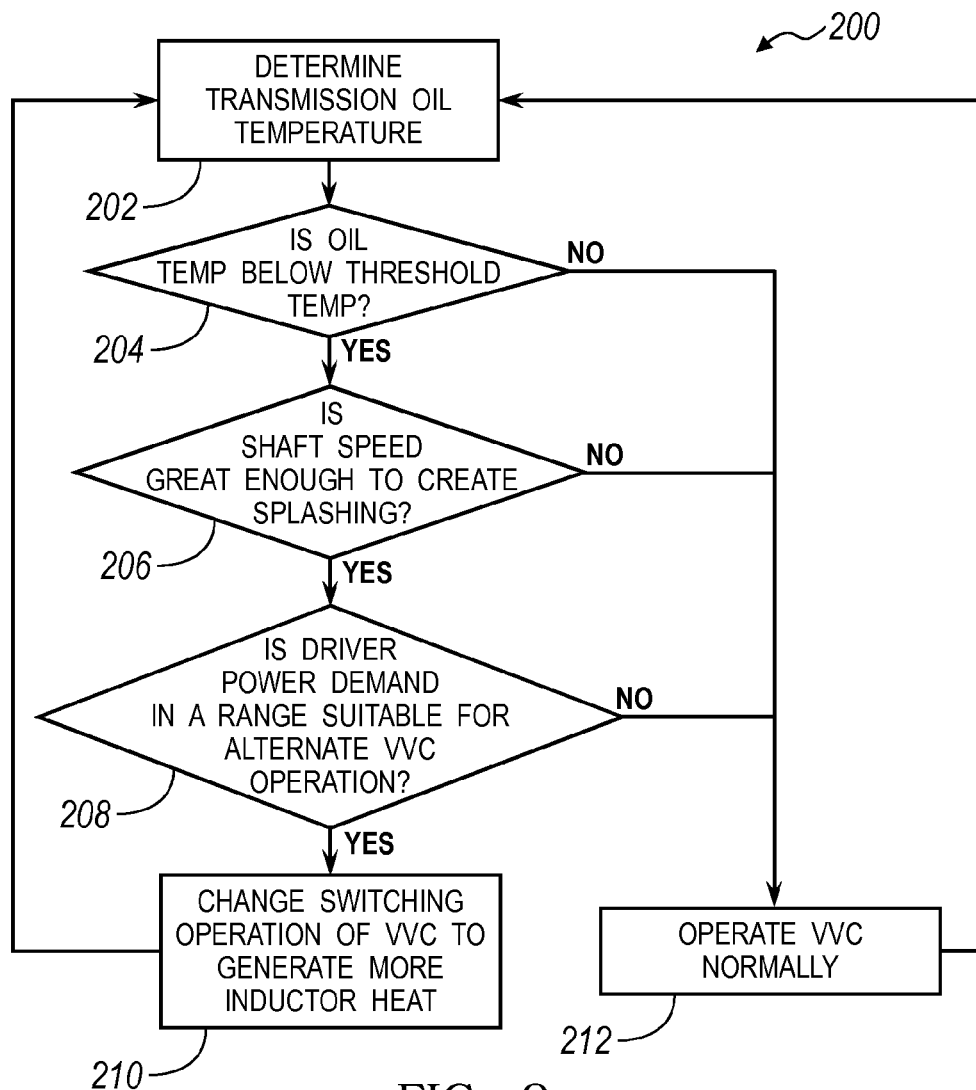 200
DETERMINE
TRANSMISSION OIL
TEMPERATURE
202
IS OIL
TEMP BELOW THRESHOLD
TEMP?
NO
204
YES
IS
SHAFT SPEED
GREAT ENOUGH TO CREATE
SPLASHING?
NO
206
YES
IS DRIVER
POWER DEMAND
IN A RANGE SUITABLE FOR
ALTERNATE VVC
OPERATION?
NO
208
YES
CHANGE SWITCHING
OPERATION OF VVC TO
GENERATE MORE
INDUCTOR HEAT
210
OPERATE VVC
NORMALLY
212